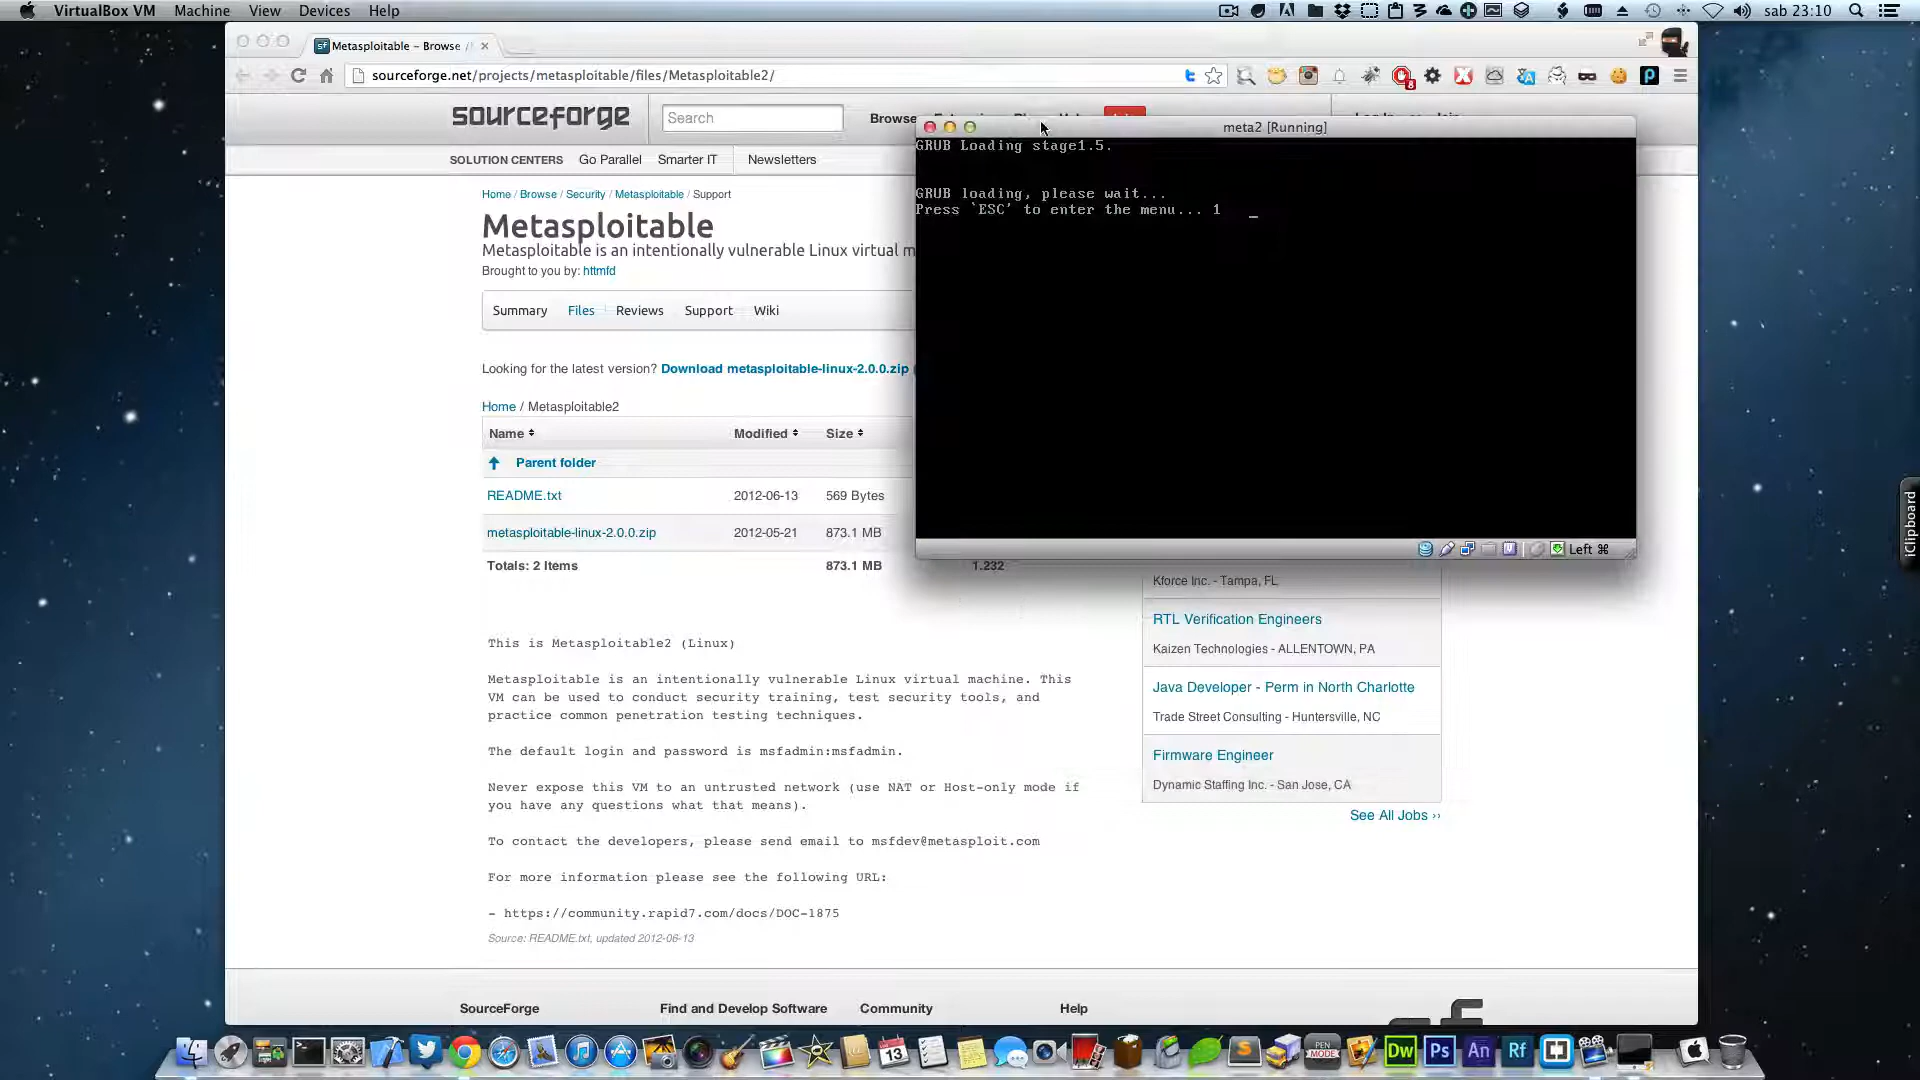 VirtualBox VM Machine View Devices Help
sab 23:10
Metasploitable - Browse /
sourceforge.net/projects/metasploitable/files/Metasploitable2/
8
sourceforge
Search
Browse
SOLUTION CENTERS Go Parallel Smarter IT Newsletters
meta2 [Running]
GRUB Loading stage1.5.
GRUB loading, please wait...
Press `ESC' to enter the menu... 1 _
Left ⌘
Home / Browse / Security / Metasploitable / Support
Metasploitable
Metasploitable is an intentionally vulnerable Linux virtual m
Brought to you by: httmfd
Summary Files Reviews Support Wiki
Looking for the latest version? Download metasploitable-linux-2.0.0.zip
Home / Metasploitable2
Name Modified Size
Parent folder
README.txt 2012-06-13 569 Bytes
metasploitable-linux-2.0.0.zip 2012-05-21 873.1 MB
Totals: 2 Items 873.1 MB 1.232
This is Metasploitable2 (Linux)
Metasploitable is an intentionally vulnerable Linux virtual machine. This
VM can be used to conduct security training, test security tools, and
practice common penetration testing techniques.
The default login and password is msfadmin:msfadmin.
Never expose this VM to an untrusted network (use NAT or Host-only mode if
you have any questions what that means).
To contact the developers, please send email to msfdev@metasploit.com
For more information please see the following URL:
- https://community.rapid7.com/docs/DOC-1875
Source: README.txt, updated 2012-06-13
Kforce Inc. - Tampa, FL
RTL Verification Engineers
Kaizen Technologies - ALLENTOWN, PA
Java Developer - Perm in North Charlotte
Trade Street Consulting - Huntersville, NC
Firmware Engineer
Dynamic Staffing Inc. - San Jose, CA
See All Jobs ››
iClipboard
SourceForge Find and Develop Software Community Help
13
PEN MODE
Dw Ps An Rf